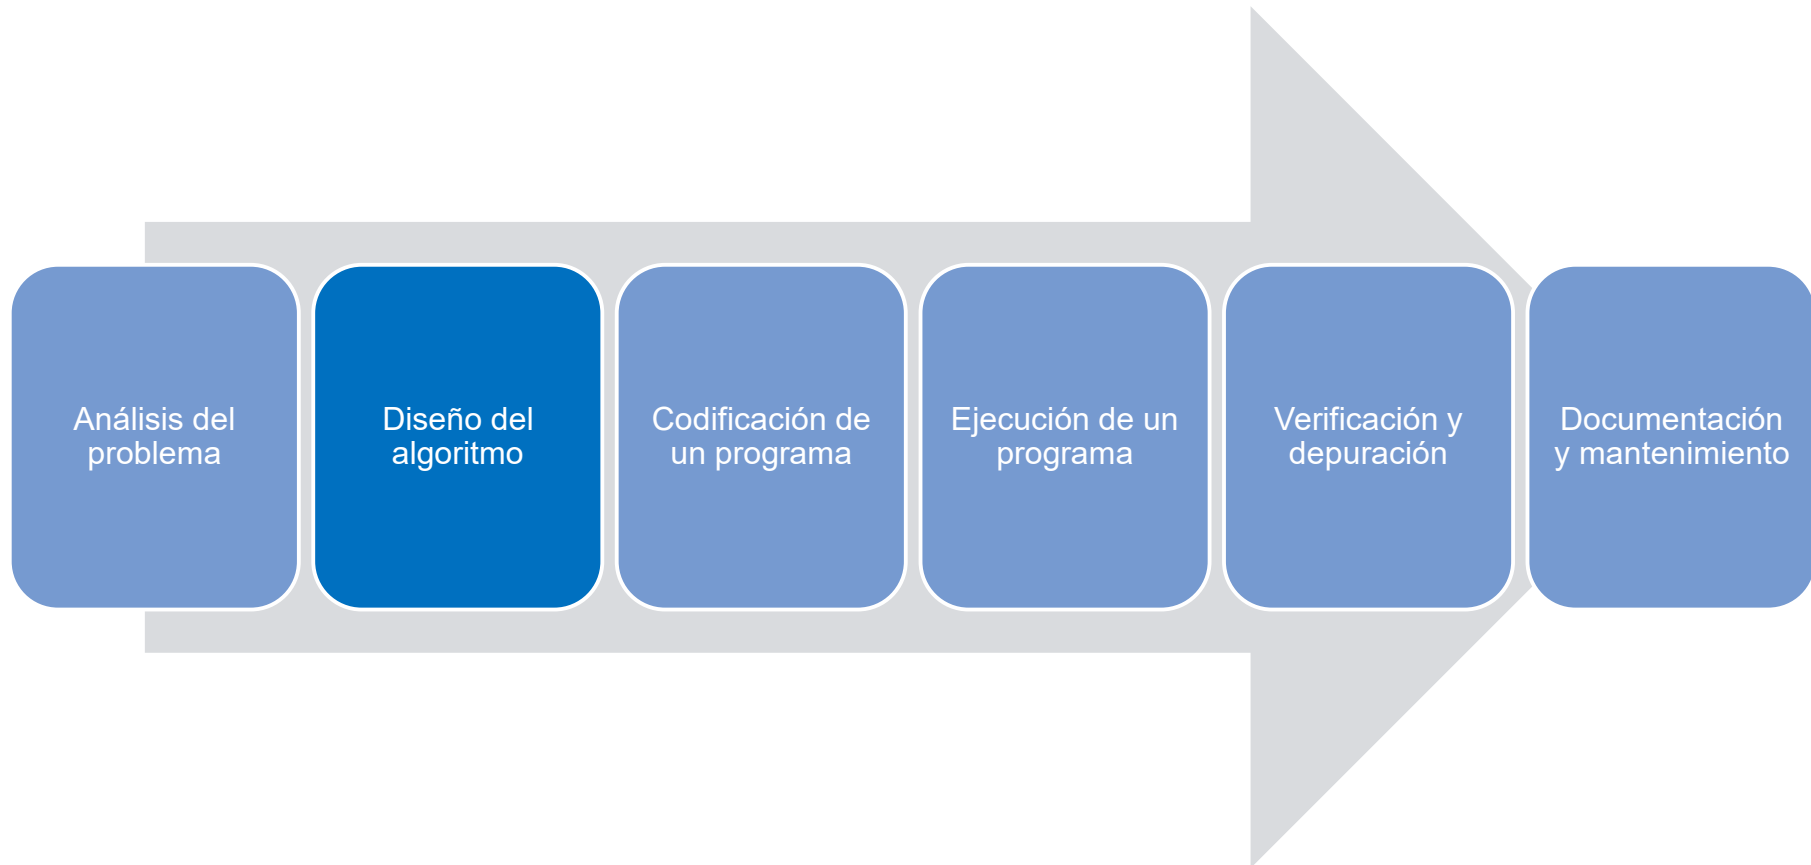 Análisis del
problema
Diseño del
algoritmo
Codificación de
un programa
Ejecución de un
programa
Verificación y
depuración
Documentación
y mantenimiento